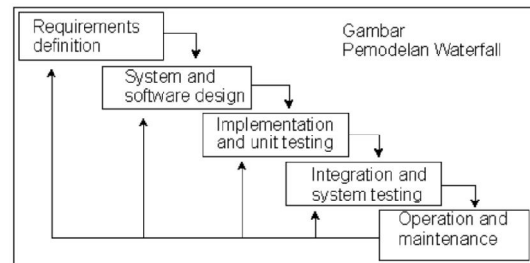 Requirements
definition
Gambar
Pemodelan Waterfall
System and
software design
Implementation
and unit testing
Integration and
system testing
Operation and
maintenance